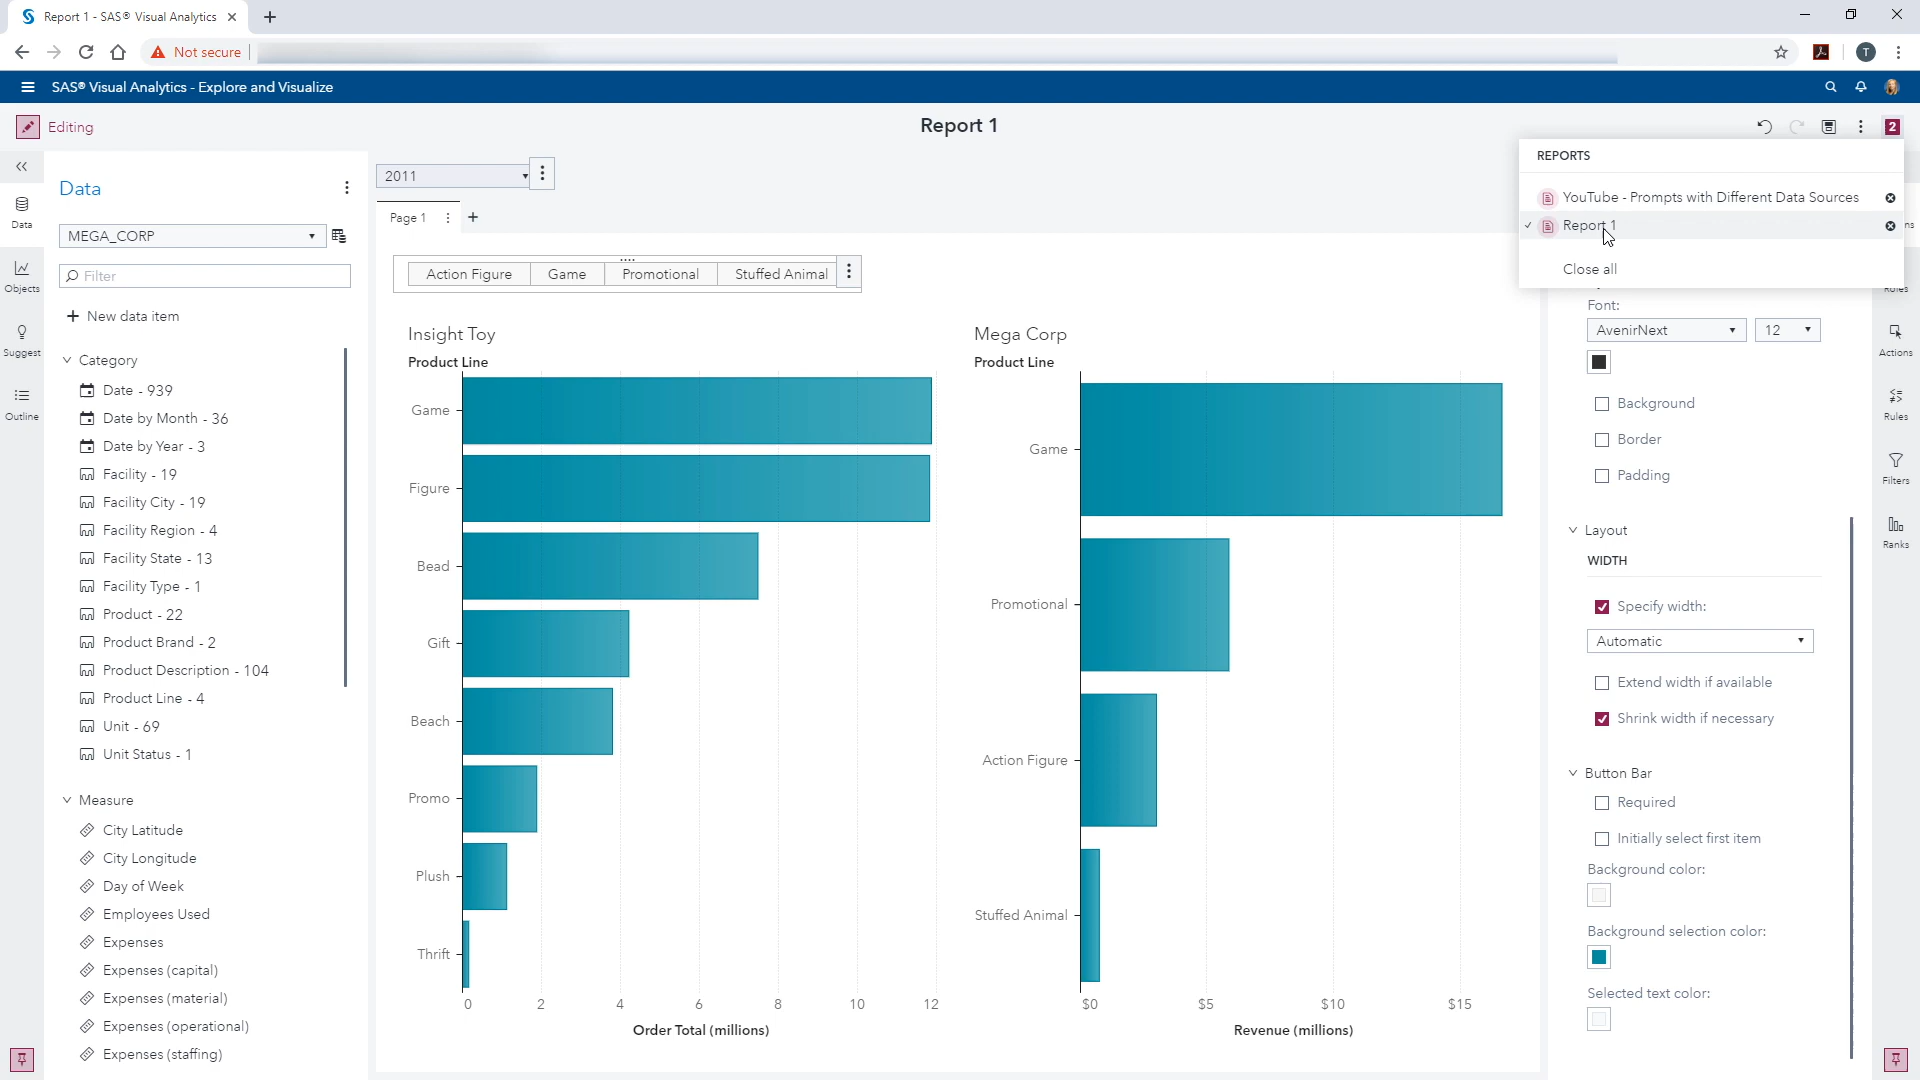 Report 1 - SAS® Visual Analytics
Not secure
T
SAS® Visual Analytics - Explore and Visualize
Editing
Report 1
2
REPORTS
YouTube - Prompts with Different Data Sources
Report 1
Close all
Data
Objects
Suggest
Outline
Data
MEGA_CORP
Filter
New data item
Category
Date - 939
Date by Month - 36
Date by Year - 3
Facility - 19
Facility City - 19
Facility Region - 4
Facility State - 13
Facility Type - 1
Product - 22
Product Brand - 2
Product Description - 104
Product Line - 4
Unit - 69
Unit Status - 1
Measure
City Latitude
City Longitude
Day of Week
Employees Used
Expenses
Expenses (capital)
Expenses (material)
Expenses (operational)
Expenses (staffing)
2011
Page 1
Action Figure Game Promotional Stuffed Animal
Insight Toy
Product Line
Game
Figure
Bead
Gift
Beach
Promo
Plush
Thrift
0 2 4 6 8 10 12
Order Total (millions)
Mega Corp
Product Line
Game
Promotional
Action Figure
Stuffed Animal
$0 $5 $10 $15
Revenue (millions)
Font:
AvenirNext 12
Background
Border
Padding
Layout
WIDTH
Specify width:
Automatic
Extend width if available
Shrink width if necessary
Button Bar
Required
Initially select first item
Background color:
Background selection color:
Selected text color:
Actions
Rules
Filters
Ranks